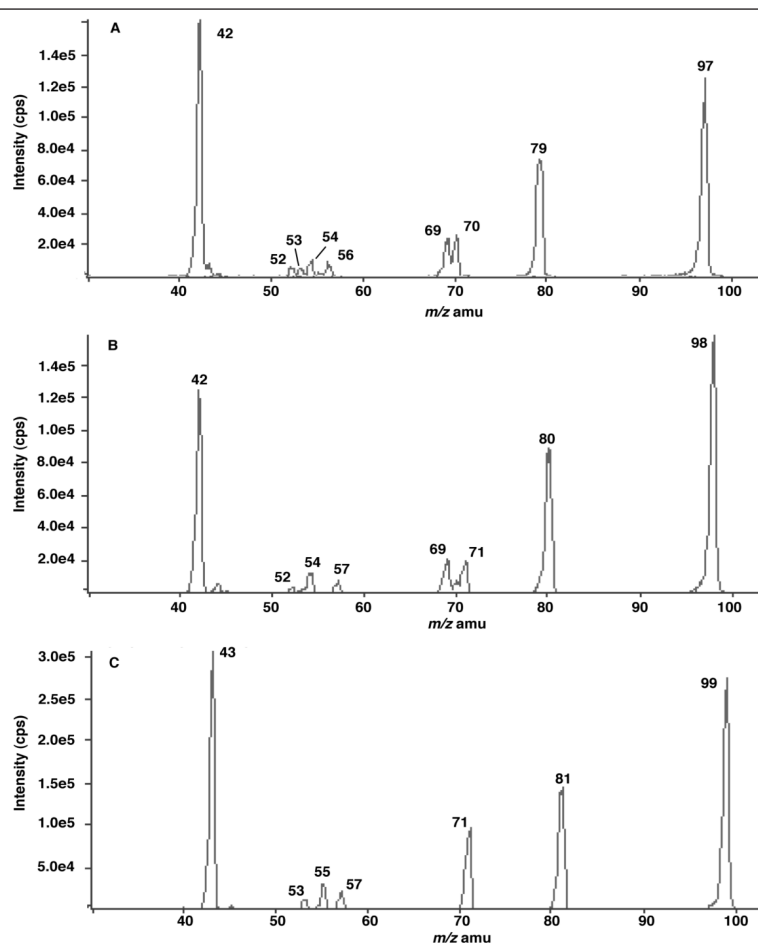 A
Intensity (cps)
1.4e5
1.2e5
1.0e5
8.0e4
6.0e4
4.0e4
2.0e4
42
52
53
54
56
69
70
79
97
40 50 60 70 80 90 100
m/z amu
B
Intensity (cps)
1.4e5
1.2e5
1.0e5
8.0e4
6.0e4
4.0e4
2.0e4
42
52
54
57
69
71
80
98
40 50 60 70 80 90 100
m/z amu
C
Intensity (cps)
3.0e5
2.5e5
2.0e5
1.5e5
1.0e5
5.0e4
43
53
55
57
71
81
99
40 50 60 70 80 90 100
m/z amu